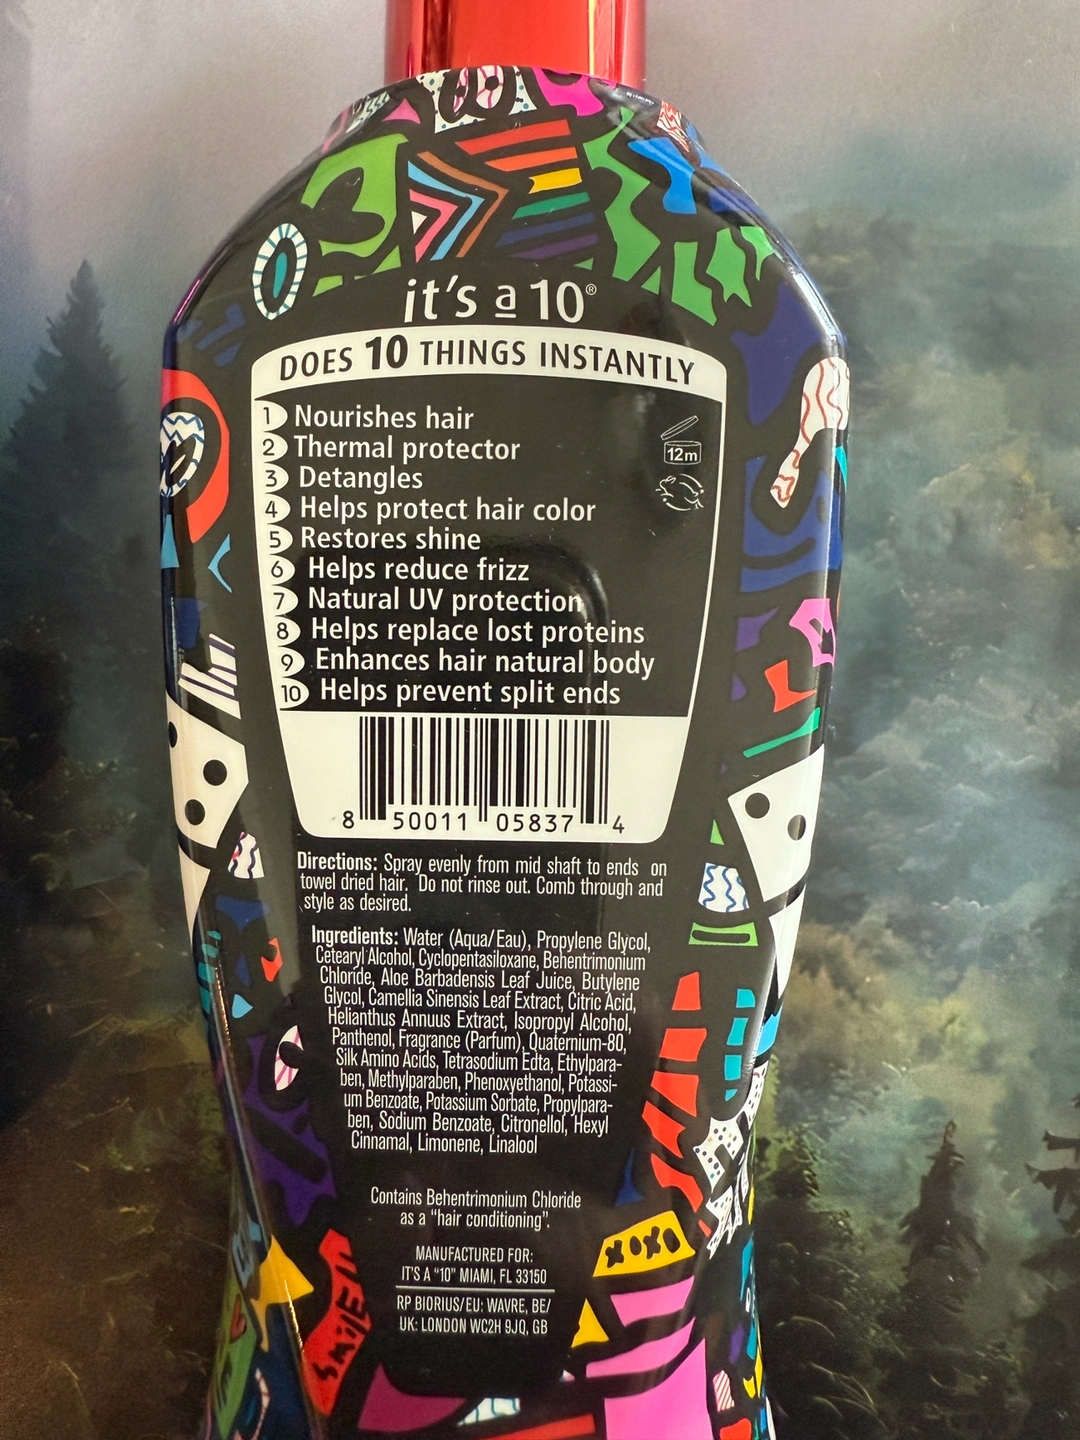 it's a 10®
DOES 10 THINGS INSTANTLY
1 Nourishes hair
2 Thermal protector
3 Detangles
4 Helps protect hair color
5 Restores shine
6 Helps reduce frizz
7 Natural UV protection
8 Helps replace lost proteins
9 Enhances hair natural body
10 Helps prevent split ends
12m
8 50011 05837 4
Directions: Spray evenly from mid shaft to ends on
towel dried hair. Do not rinse out. Comb through and
style as desired.
Ingredients: Water (Aqua/Eau), Propylene Glycol,
Cetearyl Alcohol, Cyclopentasiloxane, Behentrimonium
Chloride, Aloe Barbadensis Leaf Juice, Butylene
Glycol, Camellia Sinensis Leaf Extract, Citric Acid,
Helianthus Annuus Extract, Isopropyl Alcohol,
Panthenol, Fragrance (Parfum), Quaternium-80,
Silk Amino Acids, Tetrasodium Edta, Ethylpara-
ben, Methylparaben, Phenoxyethanol, Potassi-
um Benzoate, Potassium Sorbate, Propylpara-
ben, Sodium Benzoate, Citronellol, Hexyl
Cinnamal, Limonene, Linalool
Contains Behentrimonium Chloride
as a "hair conditioning".
XOXO
MANUFACTURED FOR:
IT'S A "10" MIAMI, FL 33150
RP BIORIUS/EU: WAVRE, BE/
UK: LONDON WC2H 9JQ, GB
SMILE